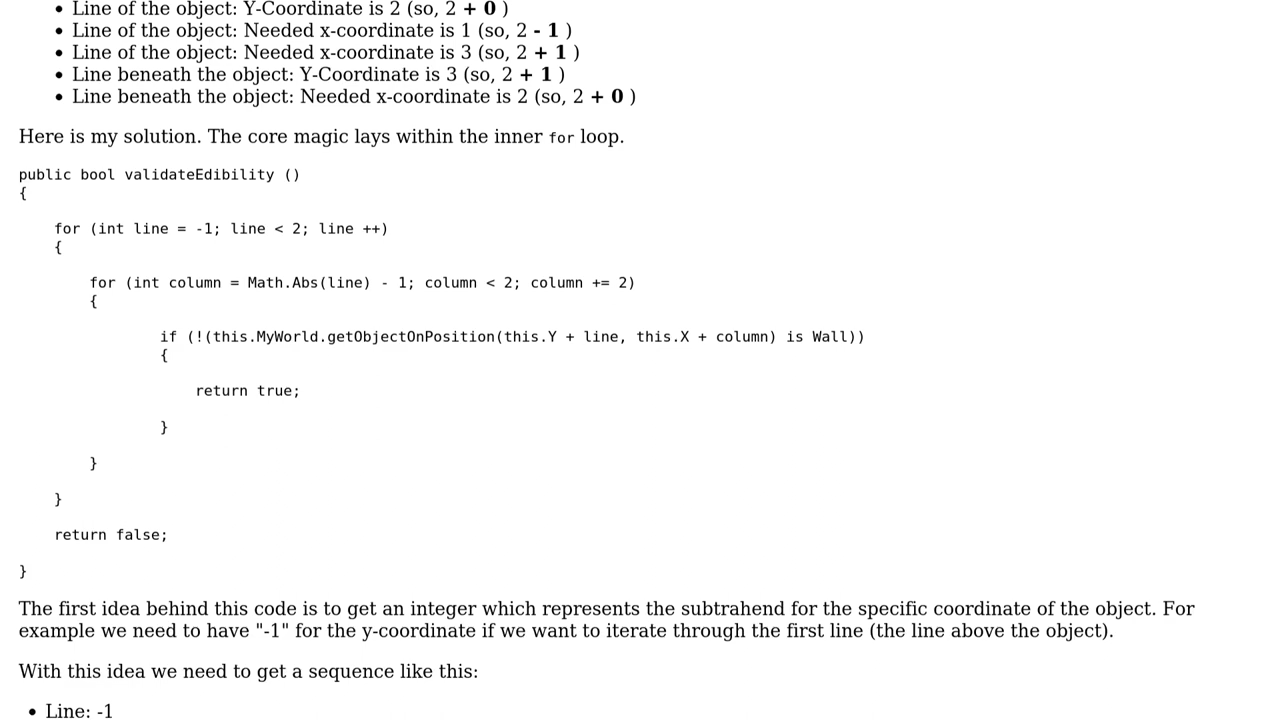 • Line of the object: Y-Coordinate is 2 (so, 2 + 0 )
• Line of the object: Needed x-coordinate is 1 (so, 2 - 1 )
• Line of the object: Needed x-coordinate is 3 (so, 2 + 1 )
• Line beneath the object: Y-Coordinate is 3 (so, 2 + 1 )
• Line beneath the object: Needed x-coordinate is 2 (so, 2 + 0 )
Here is my solution. The core magic lays within the inner for loop.
public bool validateEdibility ()
{
    for (int line = -1; line < 2; line ++)
    {
        for (int column = Math.Abs(line) - 1; column < 2; column += 2)
        {
                if (!(this.MyWorld.getObjectOnPosition(this.Y + line, this.X + column) is Wall))
                {
                    return true;
                }
        }
    }
    return false;
}
The first idea behind this code is to get an integer which represents the subtrahend for the specific coordinate of the object. For
example we need to have "-1" for the y-coordinate if we want to iterate through the first line (the line above the object).
With this idea we need to get a sequence like this:
• Line: -1